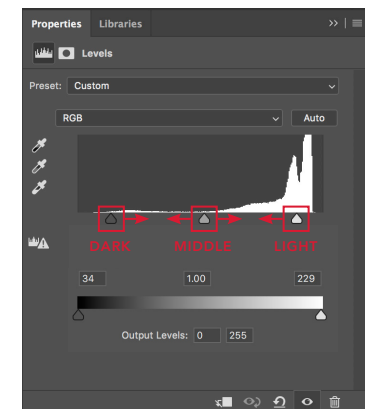 Properties Libraries
Levels
Preset: Custom
RGB Auto
DARK MIDDLE LIGHT
34 1.00 229
Output Levels: 0 255